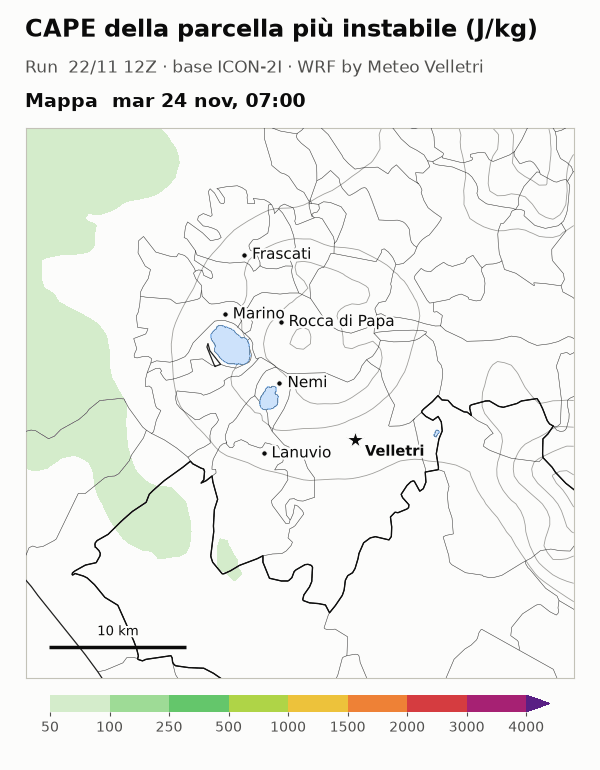 CAPE della parcella più instabile (J/kg)
Run 22/11 12Z · base ICON-2I · WRF by Meteo Velletri
Mappa mar 24 nov, 07:00
Frascati
Marino
Rocca di Papa
Nemi
Velletri
Lanuvio
10 km
50 100 250 500 1000 1500 2000 3000 4000